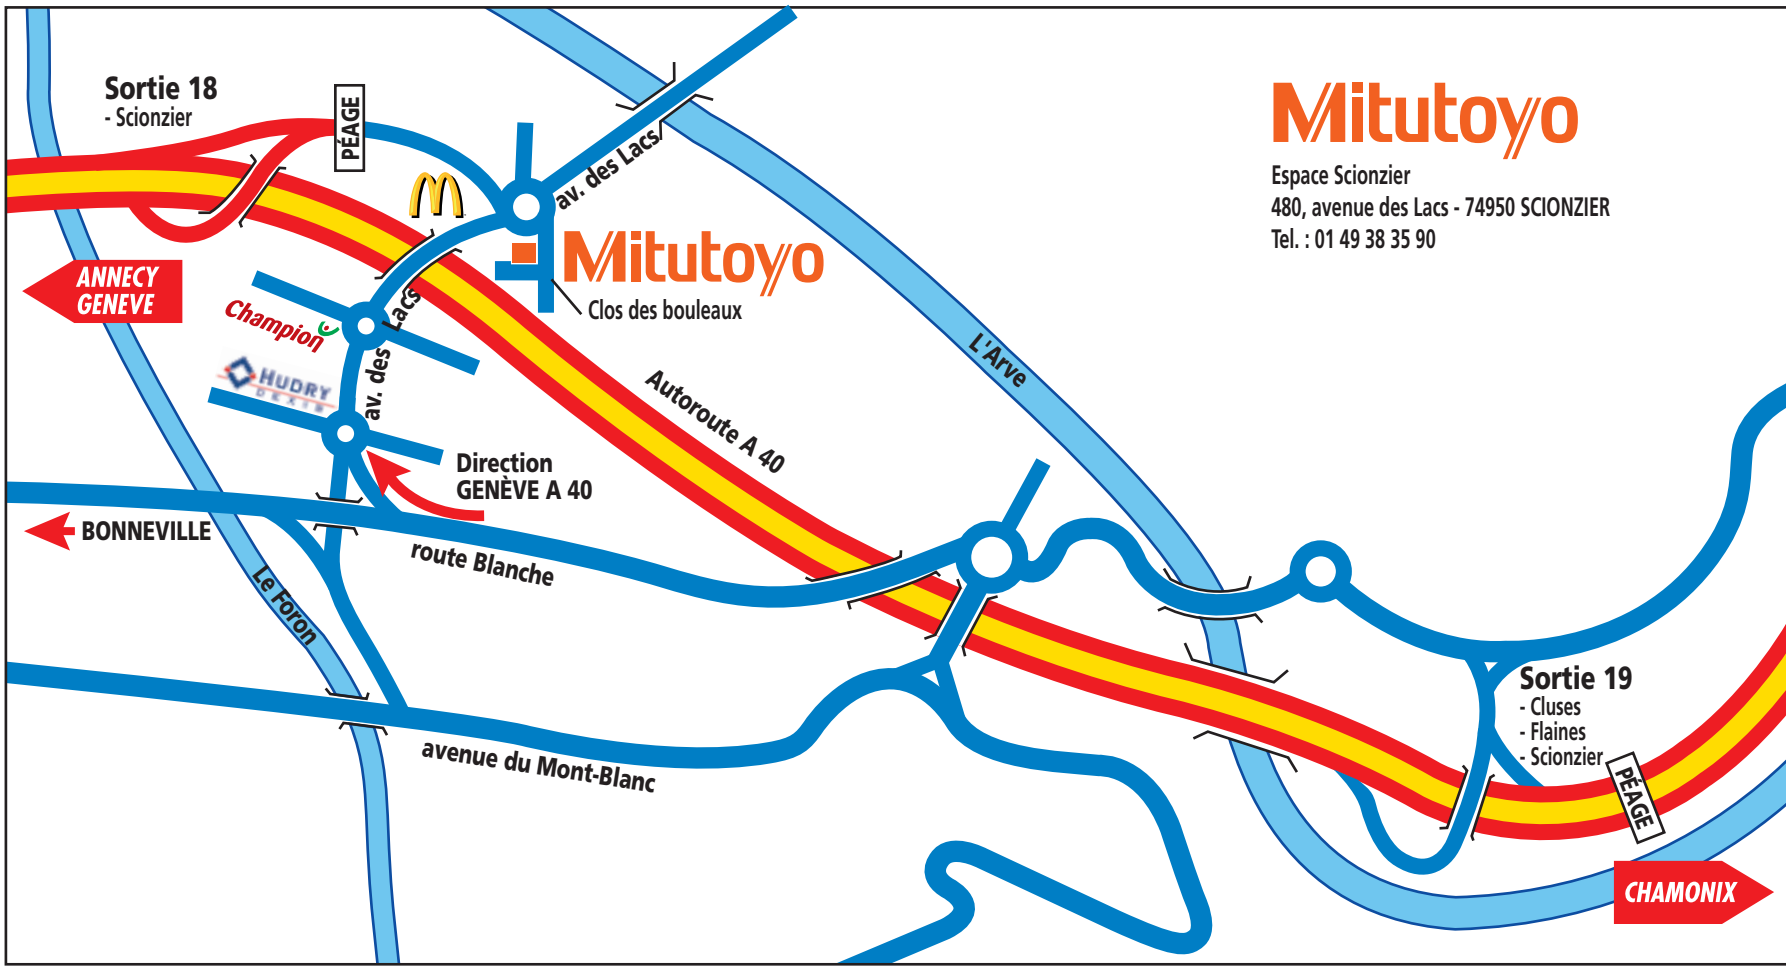 Sortie 18
- Scionzier
PÉAGE
av. des Lacs
Mitutoyo
Espace Scionzier
480, avenue des Lacs - 74950 SCIONZIER
Tel. : 01 49 38 35 90
ANNECY
GENEVE
Mitutoyo
Clos des bouleaux
Champion
av. des Lacs
HUDRY
DEXIS
L'Arve
Autoroute A 40
Direction
GENÈVE A 40
BONNEVILLE
route Blanche
Le Foron
avenue du Mont-Blanc
Sortie 19
- Cluses
- Flaines
- Scionzier
PÉAGE
CHAMONIX